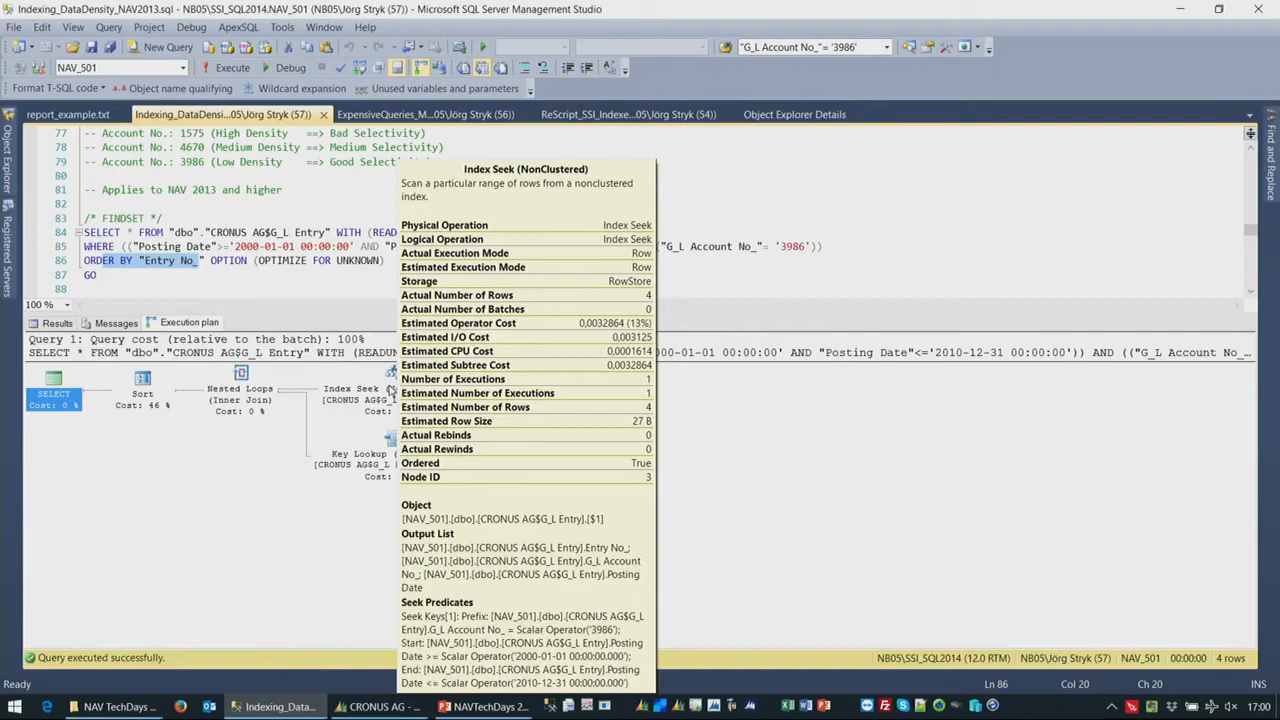 Indexing_DataDensity_NAV2013.sql - NB05\SSI_SQL2014.NAV_501 (NB05\Jörg Stryk (57)) - Microsoft SQL Server Management Studio
File Edit View Query Project Debug ApexSQL Tools Window Help
New Query "G_L Account No_"= '3986'
NAV_501 Execute Debug
Format T-SQL code Object name qualifying Wildcard expansion Unused variables and parameters
report_example.txt Indexing_DataDensi...05\Jörg Stryk (57)) ExpensiveQueries_M...05\Jörg Stryk (56)) ReScript_SSI_Indexe...05\Jörg Stryk (54)) Object Explorer Details
Object Explorer
Registered Servers
Find and Replace
77 -- Account No.: 1575 (High Density ==> Bad Selectivity)
78 -- Account No.: 4670 (Medium Density ==> Medium Selectivity)
79 -- Account No.: 3986 (Low Density ==> Good Selec
80
81 -- Applies to NAV 2013 and higher
82
83 /* FINDSET */
84 SELECT * FROM "dbo"."CRONUS AG$G_L Entry" WITH (REA
85 WHERE (("Posting Date">='2000-01-01 00:00:00' AND "P "G_L Account No_"= '3986'))
86 ORDER BY "Entry No_" OPTION (OPTIMIZE FOR UNKNOWN)
87 GO
88
100 %
Results Messages Execution plan
Query 1: Query cost (relative to the batch): 100%
SELECT * FROM "dbo"."CRONUS AG$G_L Entry" WITH (READUN 000-01-01 00:00:00' AND "Posting Date"<='2010-12-31 00:00:00')) AND (("G_L Account No_"=…
SELECT
Cost: 0 %
Sort
Cost: 46 %
Nested Loops
(Inner Join)
Cost: 0 %
Index Seek (
[CRONUS AG$G_
Cost:
Key Lookup (
[CRONUS AG$G_L
Cost:
Index Seek (NonClustered)
Scan a particular range of rows from a nonclustered
index.
Physical Operation Index Seek
Logical Operation Index Seek
Actual Execution Mode Row
Estimated Execution Mode Row
Storage RowStore
Actual Number of Rows 4
Actual Number of Batches 0
Estimated Operator Cost 0,0032864 (13%)
Estimated I/O Cost 0,003125
Estimated CPU Cost 0,0001614
Estimated Subtree Cost 0,0032864
Number of Executions 1
Estimated Number of Executions 1
Estimated Number of Rows 4
Estimated Row Size 27 B
Actual Rebinds 0
Actual Rewinds 0
Ordered True
Node ID 3
Object
[NAV_501].[dbo].[CRONUS AG$G_L Entry].[$1]
Output List
[NAV_501].[dbo].[CRONUS AG$G_L Entry].Entry No_;
[NAV_501].[dbo].[CRONUS AG$G_L Entry].G_L Account
No_; [NAV_501].[dbo].[CRONUS AG$G_L Entry].Posting
Date
Seek Predicates
Seek Keys[1]: Prefix: [NAV_501].[dbo].[CRONUS AG$G_L
Entry].G_L Account No_ = Scalar Operator('3986');
Start: [NAV_501].[dbo].[CRONUS AG$G_L Entry].Posting
Date >= Scalar Operator('2000-01-01 00:00:00.000');
End: [NAV_501].[dbo].[CRONUS AG$G_L Entry].Posting
Date <= Scalar Operator('2010-12-31 00:00:00.000')
Query executed successfully. NB05\SSI_SQL2014 (12.0 RTM) NB05\Jörg Stryk (57) NAV_501 00:00:00 4 rows
Ready Ln 86 Col 20 Ch 20 INS
NAV TechDays Indexing_Data... CRONUS AG - ... NAVTechDays 2... 17:00